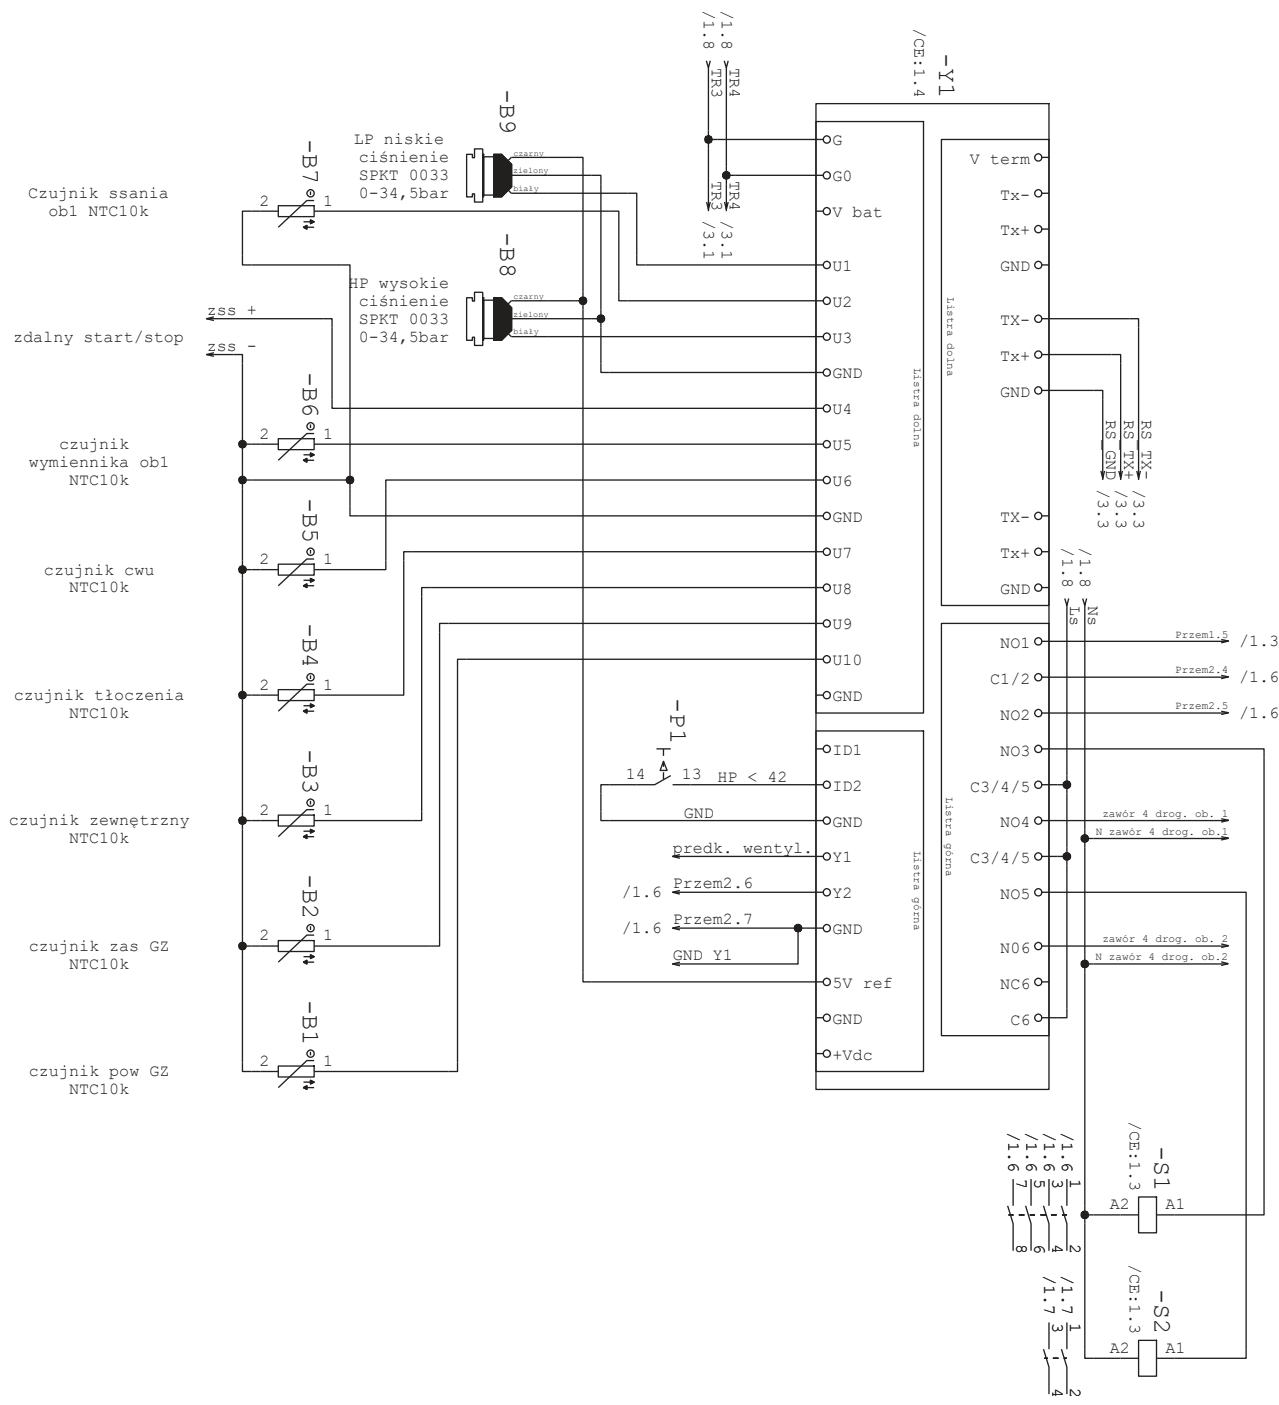 /1.8
/1.8
TR3
TR4
TR3
TR4
/3.1
/3.1
-Y1
/CE:1.4
-B9
LP niskie
ciśnienie
SPKT 0033
0-34,5bar
czarny
zielony
biały
-B8
HP wysokie
ciśnienie
SPKT 0033
0-34,5bar
czarny
zielony
biały
Czujnik ssania
ob1 NTC10k
-B7
2
1
zdalny start/stop
zss +
zss -
czujnik
wymiennika ob1
NTC10k
-B6
2
1
czujnik cwu
NTC10k
-B5
2
1
czujnik tłoczenia
NTC10k
-B4
2
1
czujnik zewnętrzny
NTC10k
-B3
2
1
czujnik zas GZ
NTC10k
-B2
2
1
czujnik pow GZ
NTC10k
-B1
2
1
G
G0
V bat
U1
U2
U3
GND
U4
U5
U6
GND
U7
U8
U9
U10
GND
Listra dolna
-P1
14
13
HP < 42
GND
predk. wentyl.
/1.6
Przem2.6
/1.6
Przem2.7
GND Y1
ID1
ID2
GND
Y1
Y2
GND
5V ref
GND
+Vdc
Listra górna
V term
Tx-
Tx+
GND
TX-
Tx+
GND
TX-
Tx+
GND
Listra dolna
RS_GND
RS_TX+
RS_TX-
/3.3
/3.3
/3.3
/1.8
/1.8
Ls
Ns
NO1
C1/2
NO2
NO3
C3/4/5
NO4
C3/4/5
NO5
N06
NC6
C6
Listra górna
Przem1.5
/1.3
Przem2.4
/1.6
Przem2.5
/1.6
zawór 4 drog. ob. 1
N zawór 4 drog. ob.1
zawór 4 drog. ob. 2
N zawór 4 drog. ob.2
-S1
/CE:1.3
A2
A1
/1.6
/1.6
/1.6
/1.6
7
5
3
1
8
6
4
2
-S2
/CE:1.3
A2
A1
/1.7
/1.7
3
1
4
2